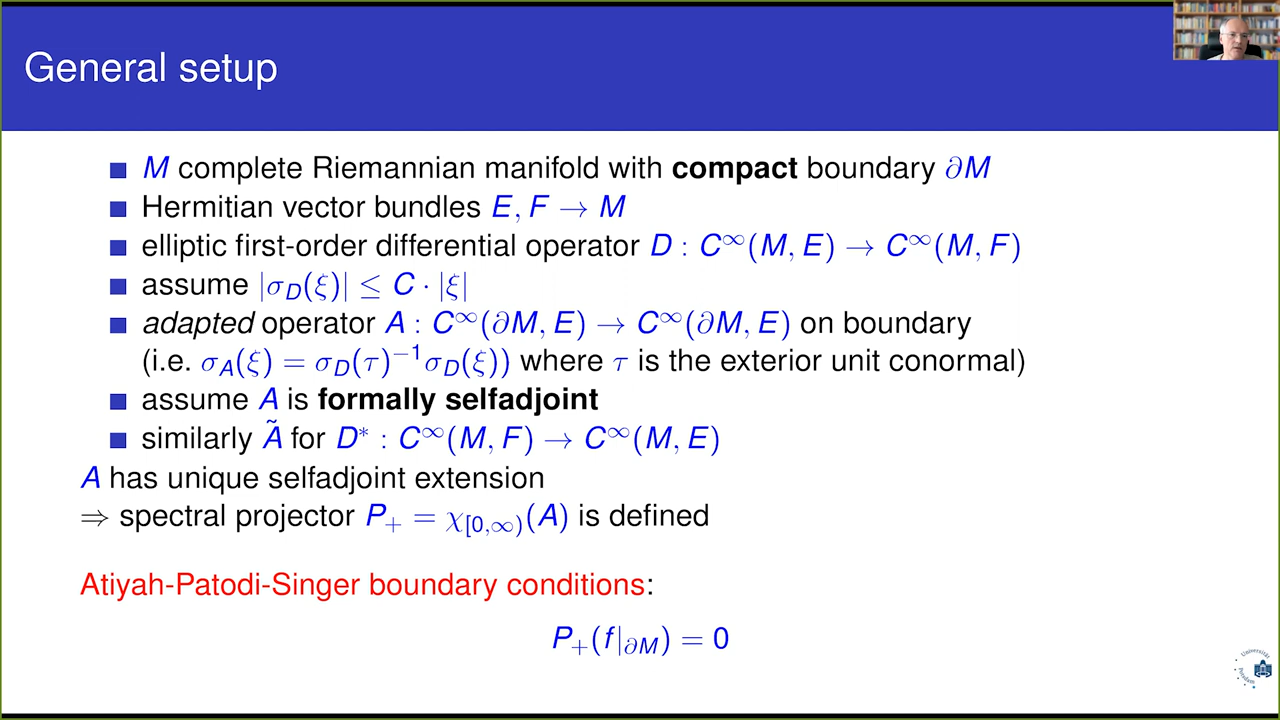 General setup
M complete Riemannian manifold with compact boundary ∂M
Hermitian vector bundles E, F → M
elliptic first-order differential operator D : C^∞(M, E) → C^∞(M, F)
assume |σ_D(ξ)| ≤ C · |ξ|
adapted operator A : C^∞(∂M, E) → C^∞(∂M, E) on boundary
(i.e. σ_A(ξ) = σ_D(τ)^{−1}σ_D(ξ)) where τ is the exterior unit conormal)
assume A is formally selfadjoint
similarly Ã for D* : C^∞(M, F) → C^∞(M, E)
A has unique selfadjoint extension
⇒ spectral projector P_+ = χ_{[0,∞)}(A) is defined
Atiyah-Patodi-Singer boundary conditions:
P_+(f|_{∂M}) = 0
Universität
Potsdam